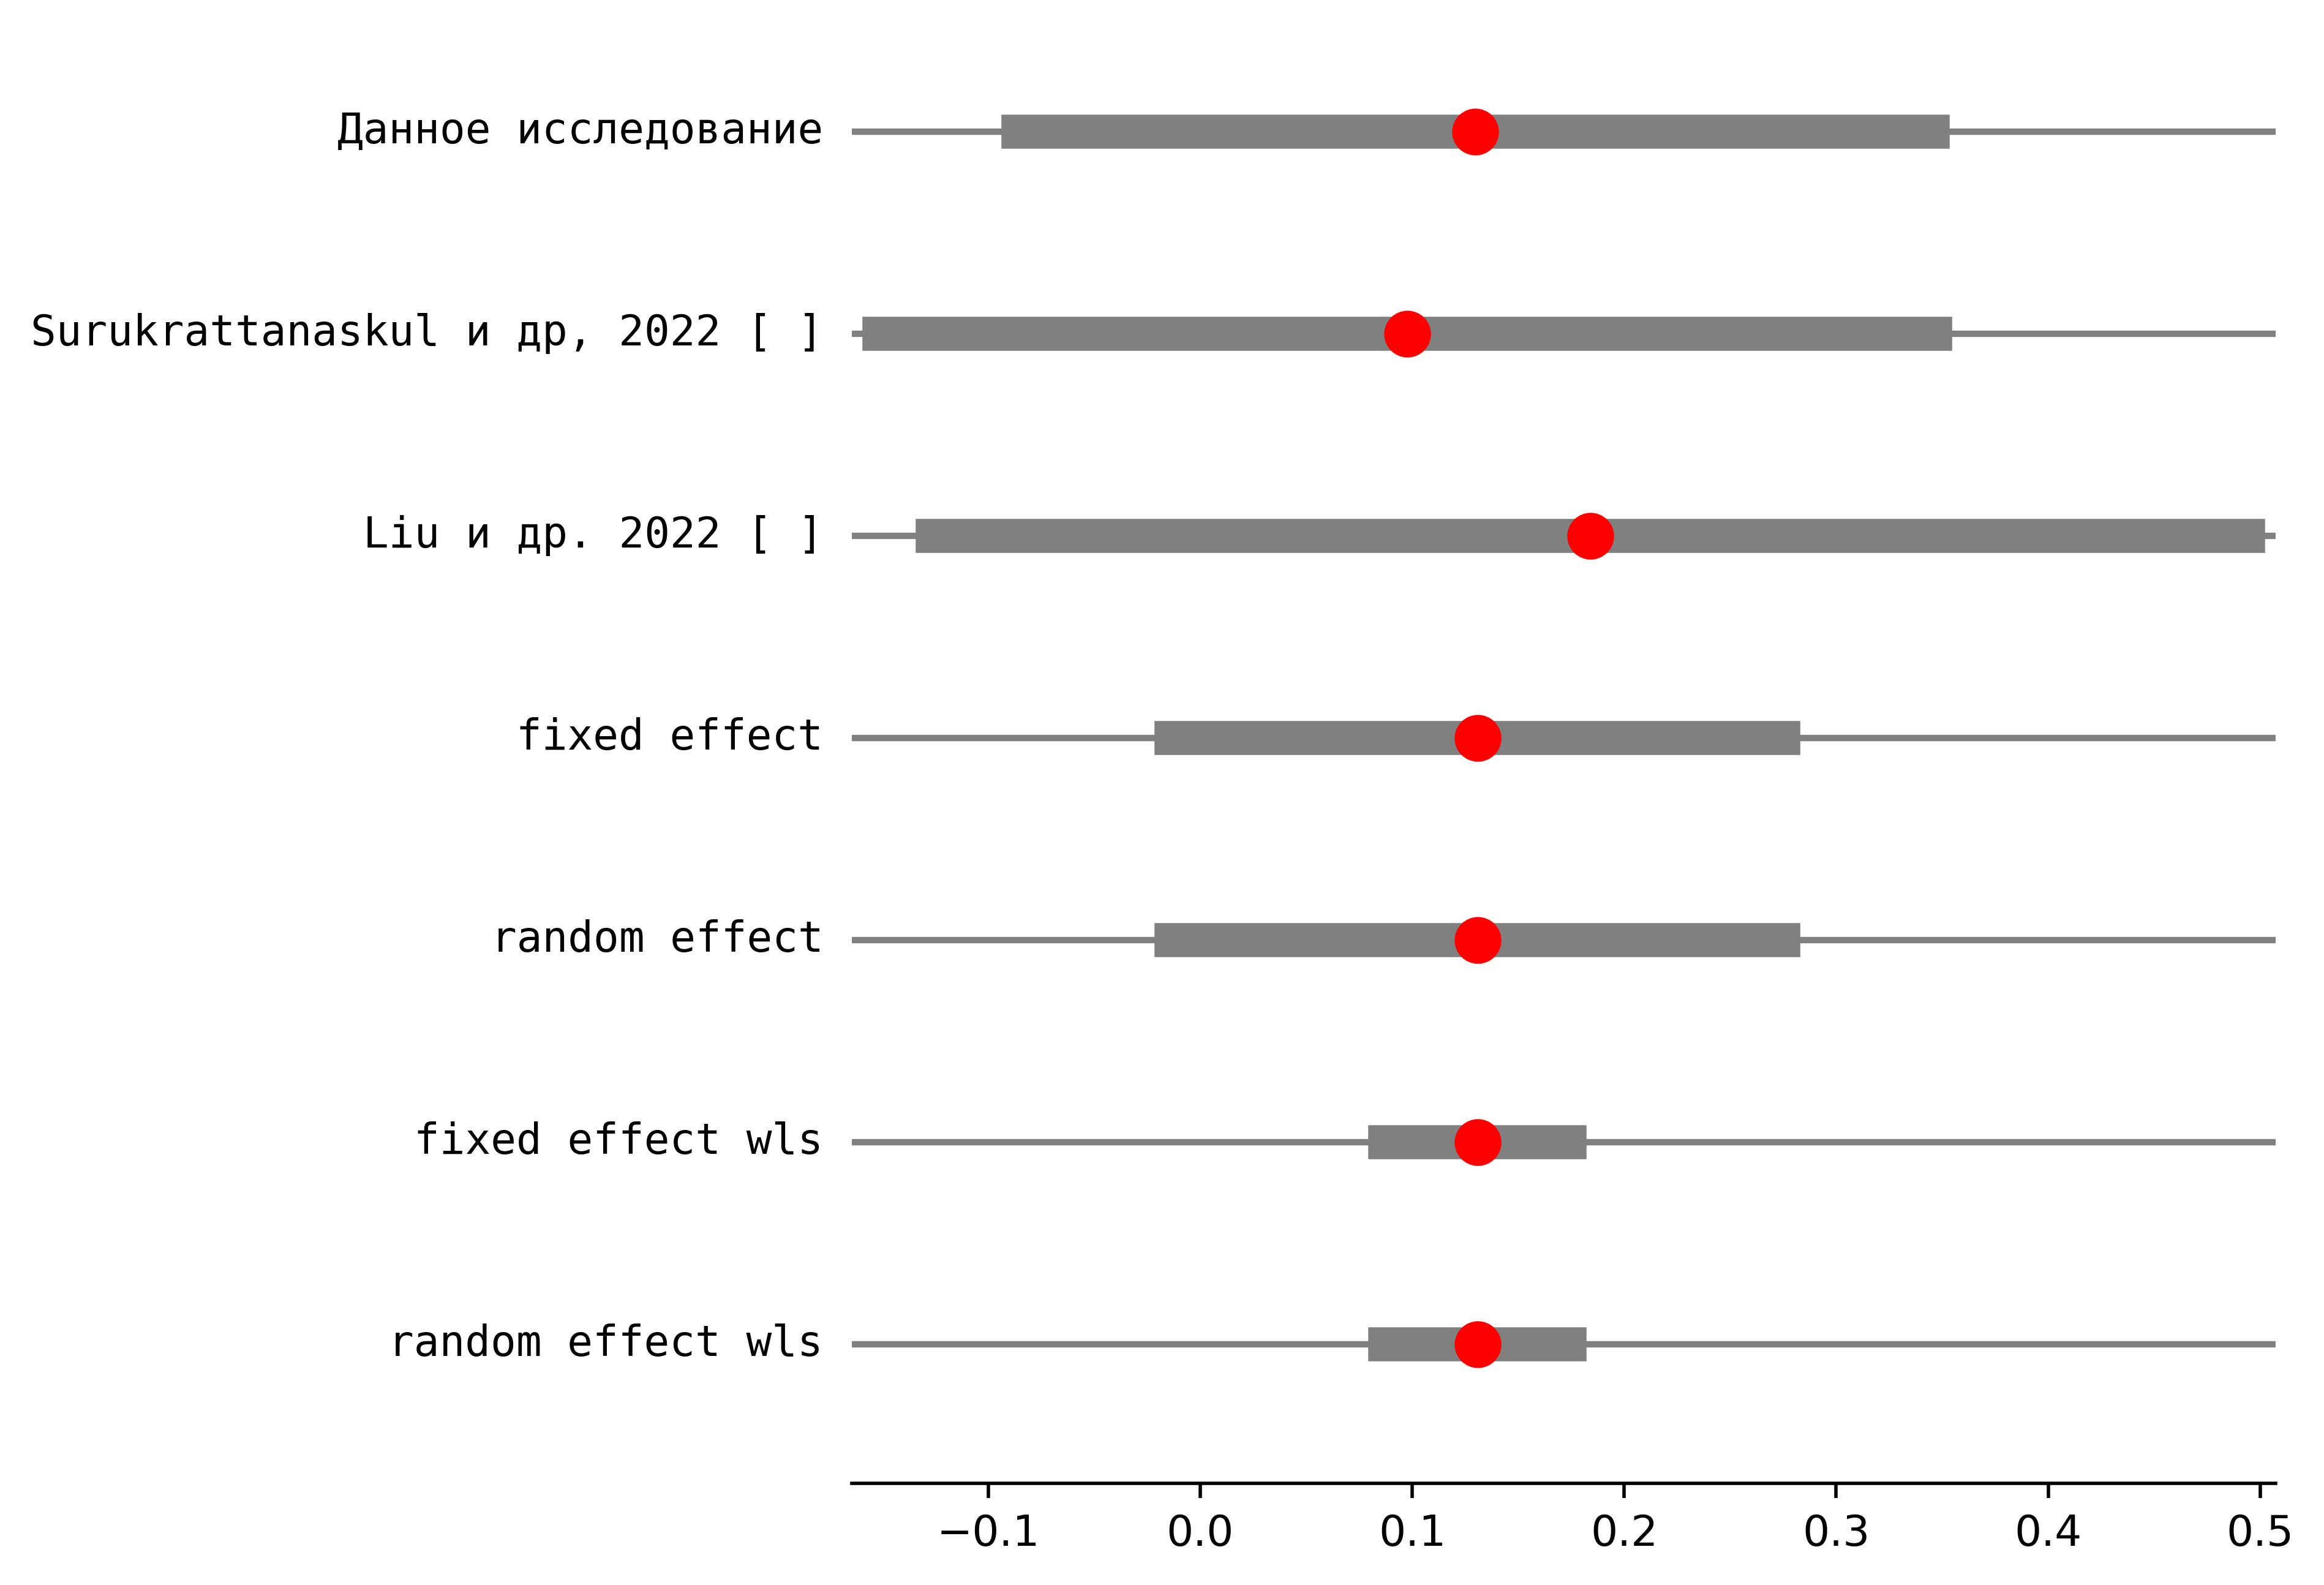 Данное исследование
Surukrattanaskul и др, 2022 [ ]
Liu и др. 2022 [ ]
fixed effect
random effect
fixed effect wls
random effect wls
−0.1 0.0 0.1 0.2 0.3 0.4 0.5